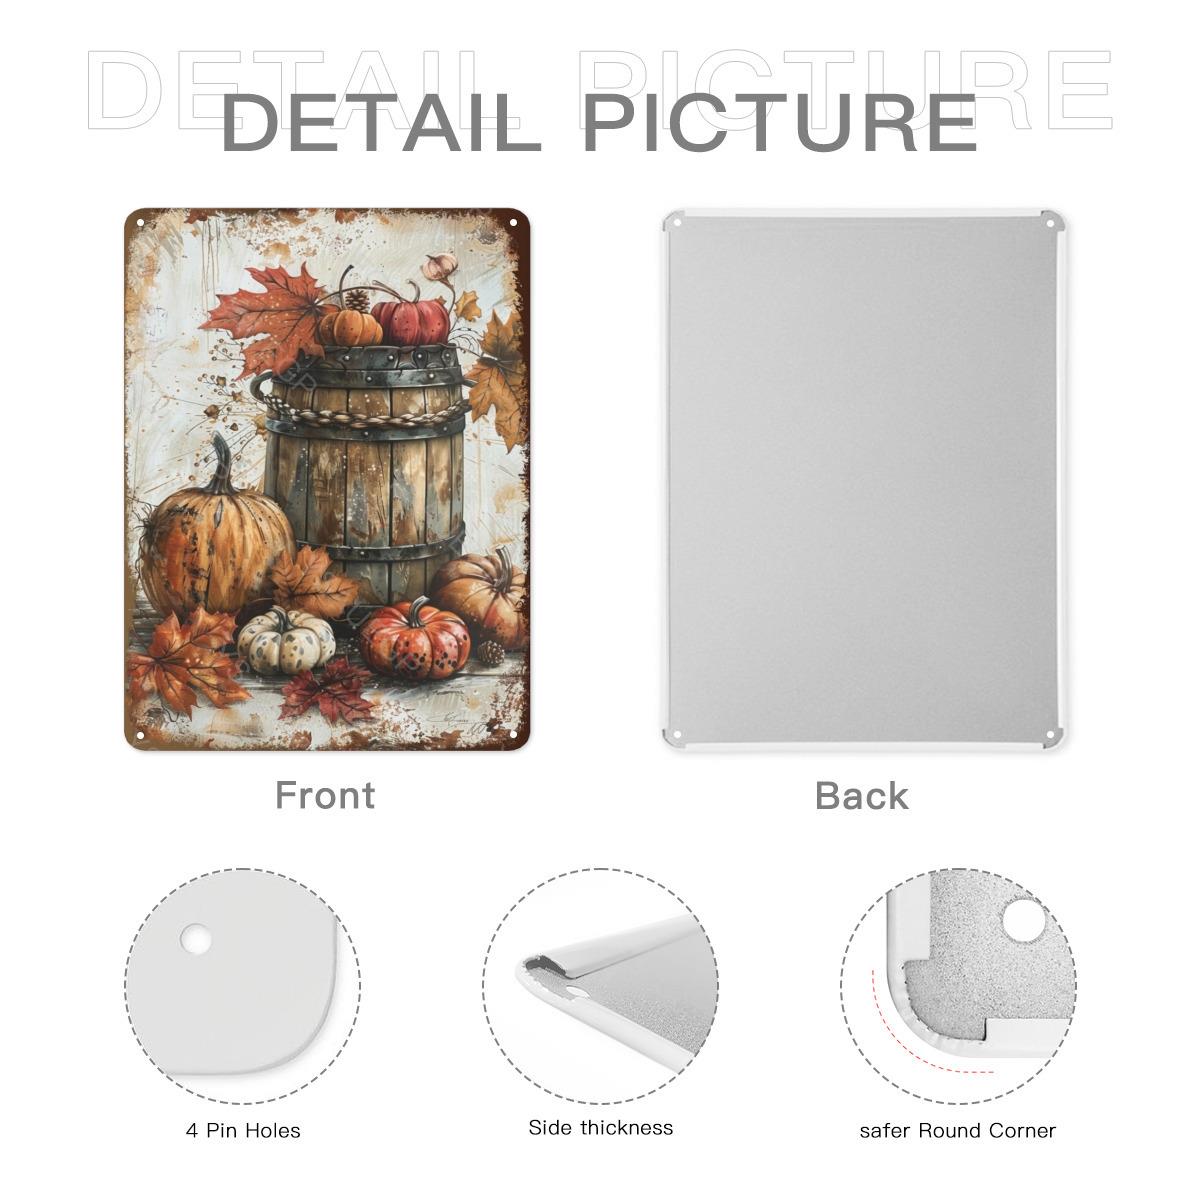 DETAIL PICTURE
DETAIL PICTURE
Front
Back
4 Pin Holes
Side thickness
safer Round Corner